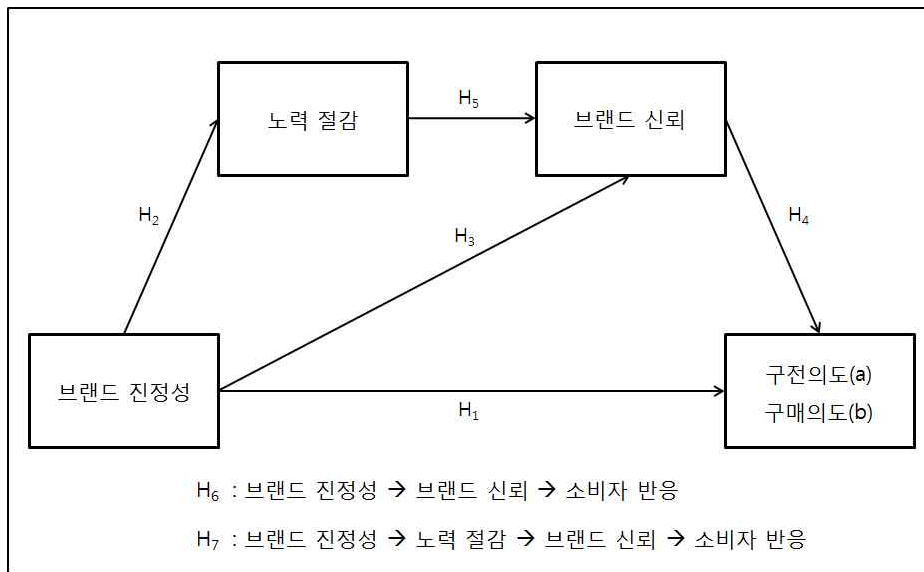 노력 절감
H₅
브랜드 신뢰
H₂
H₃
H₄
브랜드 진정성
H₁
구전의도(a)
구매의도(b)
H₆ : 브랜드 진정성 → 브랜드 신뢰 → 소비자 반응
H₇ : 브랜드 진정성 → 노력 절감 → 브랜드 신뢰 → 소비자 반응